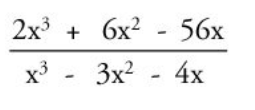 2x³ + 6x² - 56x
x³ - 3x² - 4x